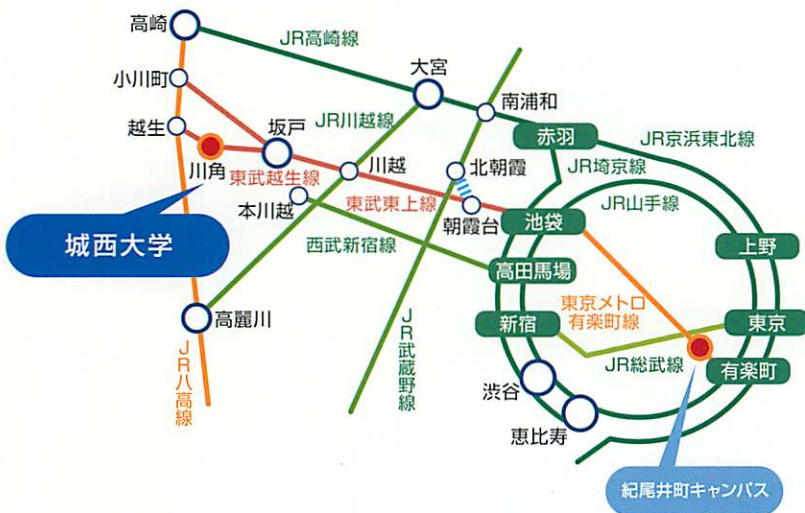 高崎
JR高崎線
小川町
大宮
南浦和
越生
坂戸
JR川越線
赤羽
JR京浜東北線
川角
東武越生線
川越
北朝霞
JR埼京線
本川越
東武東上線
朝霞台
池袋
JR山手線
城西大学
西武新宿線
高田馬場
上野
高麗川
新宿
東京メトロ
有楽町線
東京
JR八高線
JR武蔵野線
JR総武線
有楽町
渋谷
恵比寿
紀尾井町キャンパス